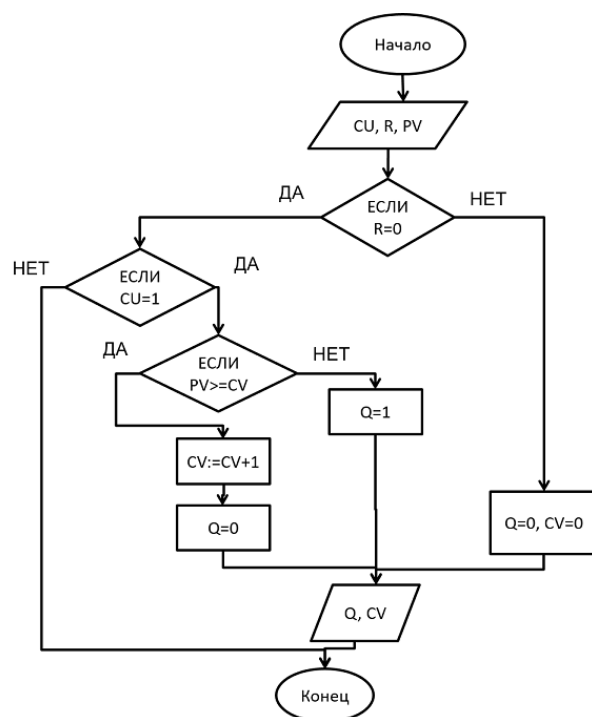 Начало
CU, R, PV
ДА
НЕТ
ЕСЛИ
R=0
НЕТ
ДА
ЕСЛИ
CU=1
ДА
НЕТ
ЕСЛИ
PV>=CV
Q=1
CV:=CV+1
Q=0
Q=0, CV=0
Q, CV
Конец